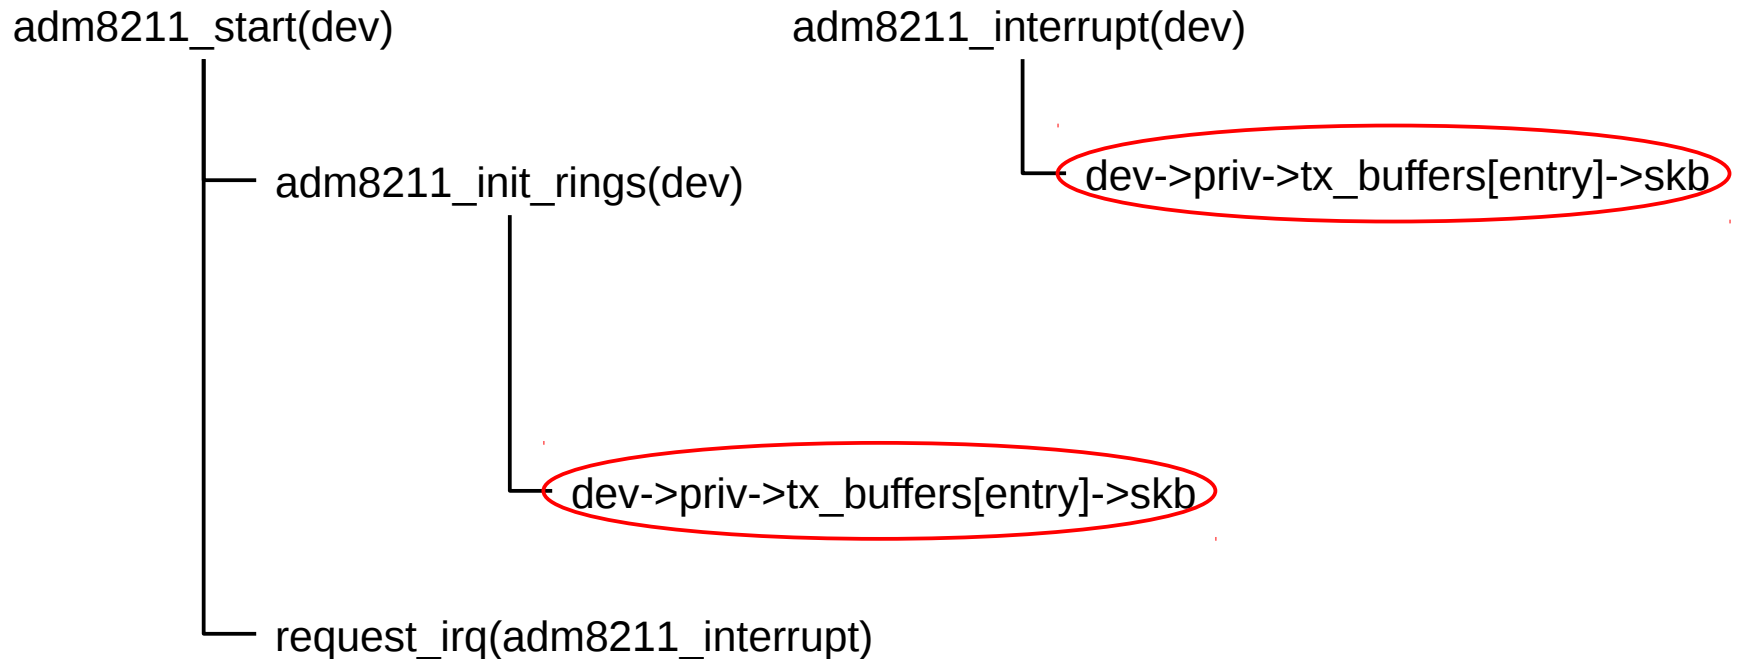 adm8211_start(dev)
adm8211_init_rings(dev)
dev->priv->tx_buffers[entry]->skb
request_irq(adm8211_interrupt)
adm8211_interrupt(dev)
dev->priv->tx_buffers[entry]->skb